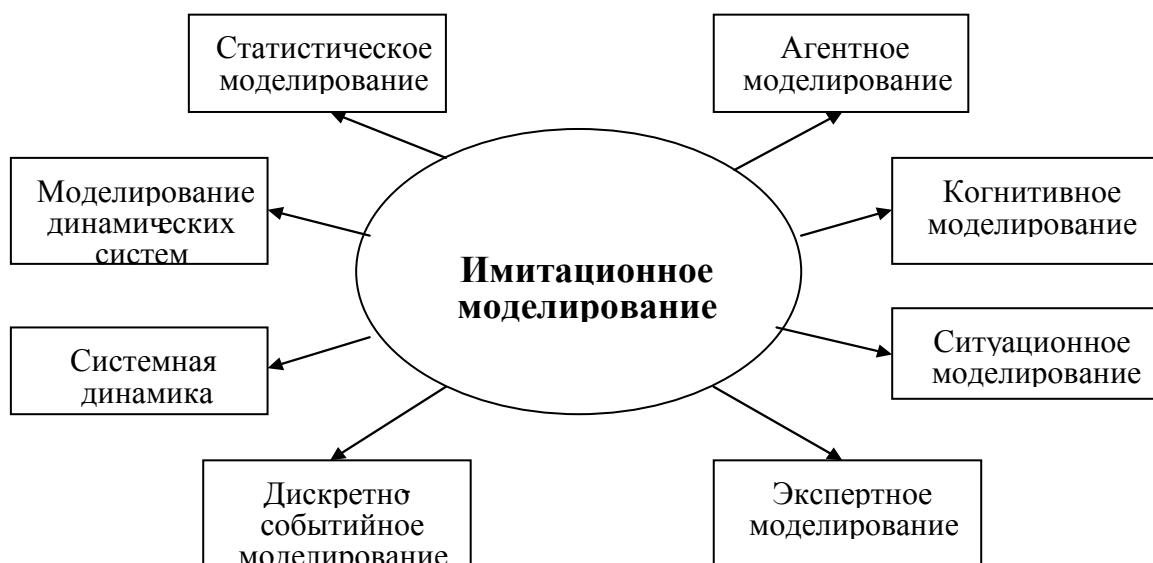 Статистическое
моделирование
Агентное
моделирование
Моделирование
динамических
систем
Когнитивное
моделирование
Имитационное
моделирование
Системная
динамика
Ситуационное
моделирование
Дискретно-
событийное
моделирование
Экспертное
моделирование